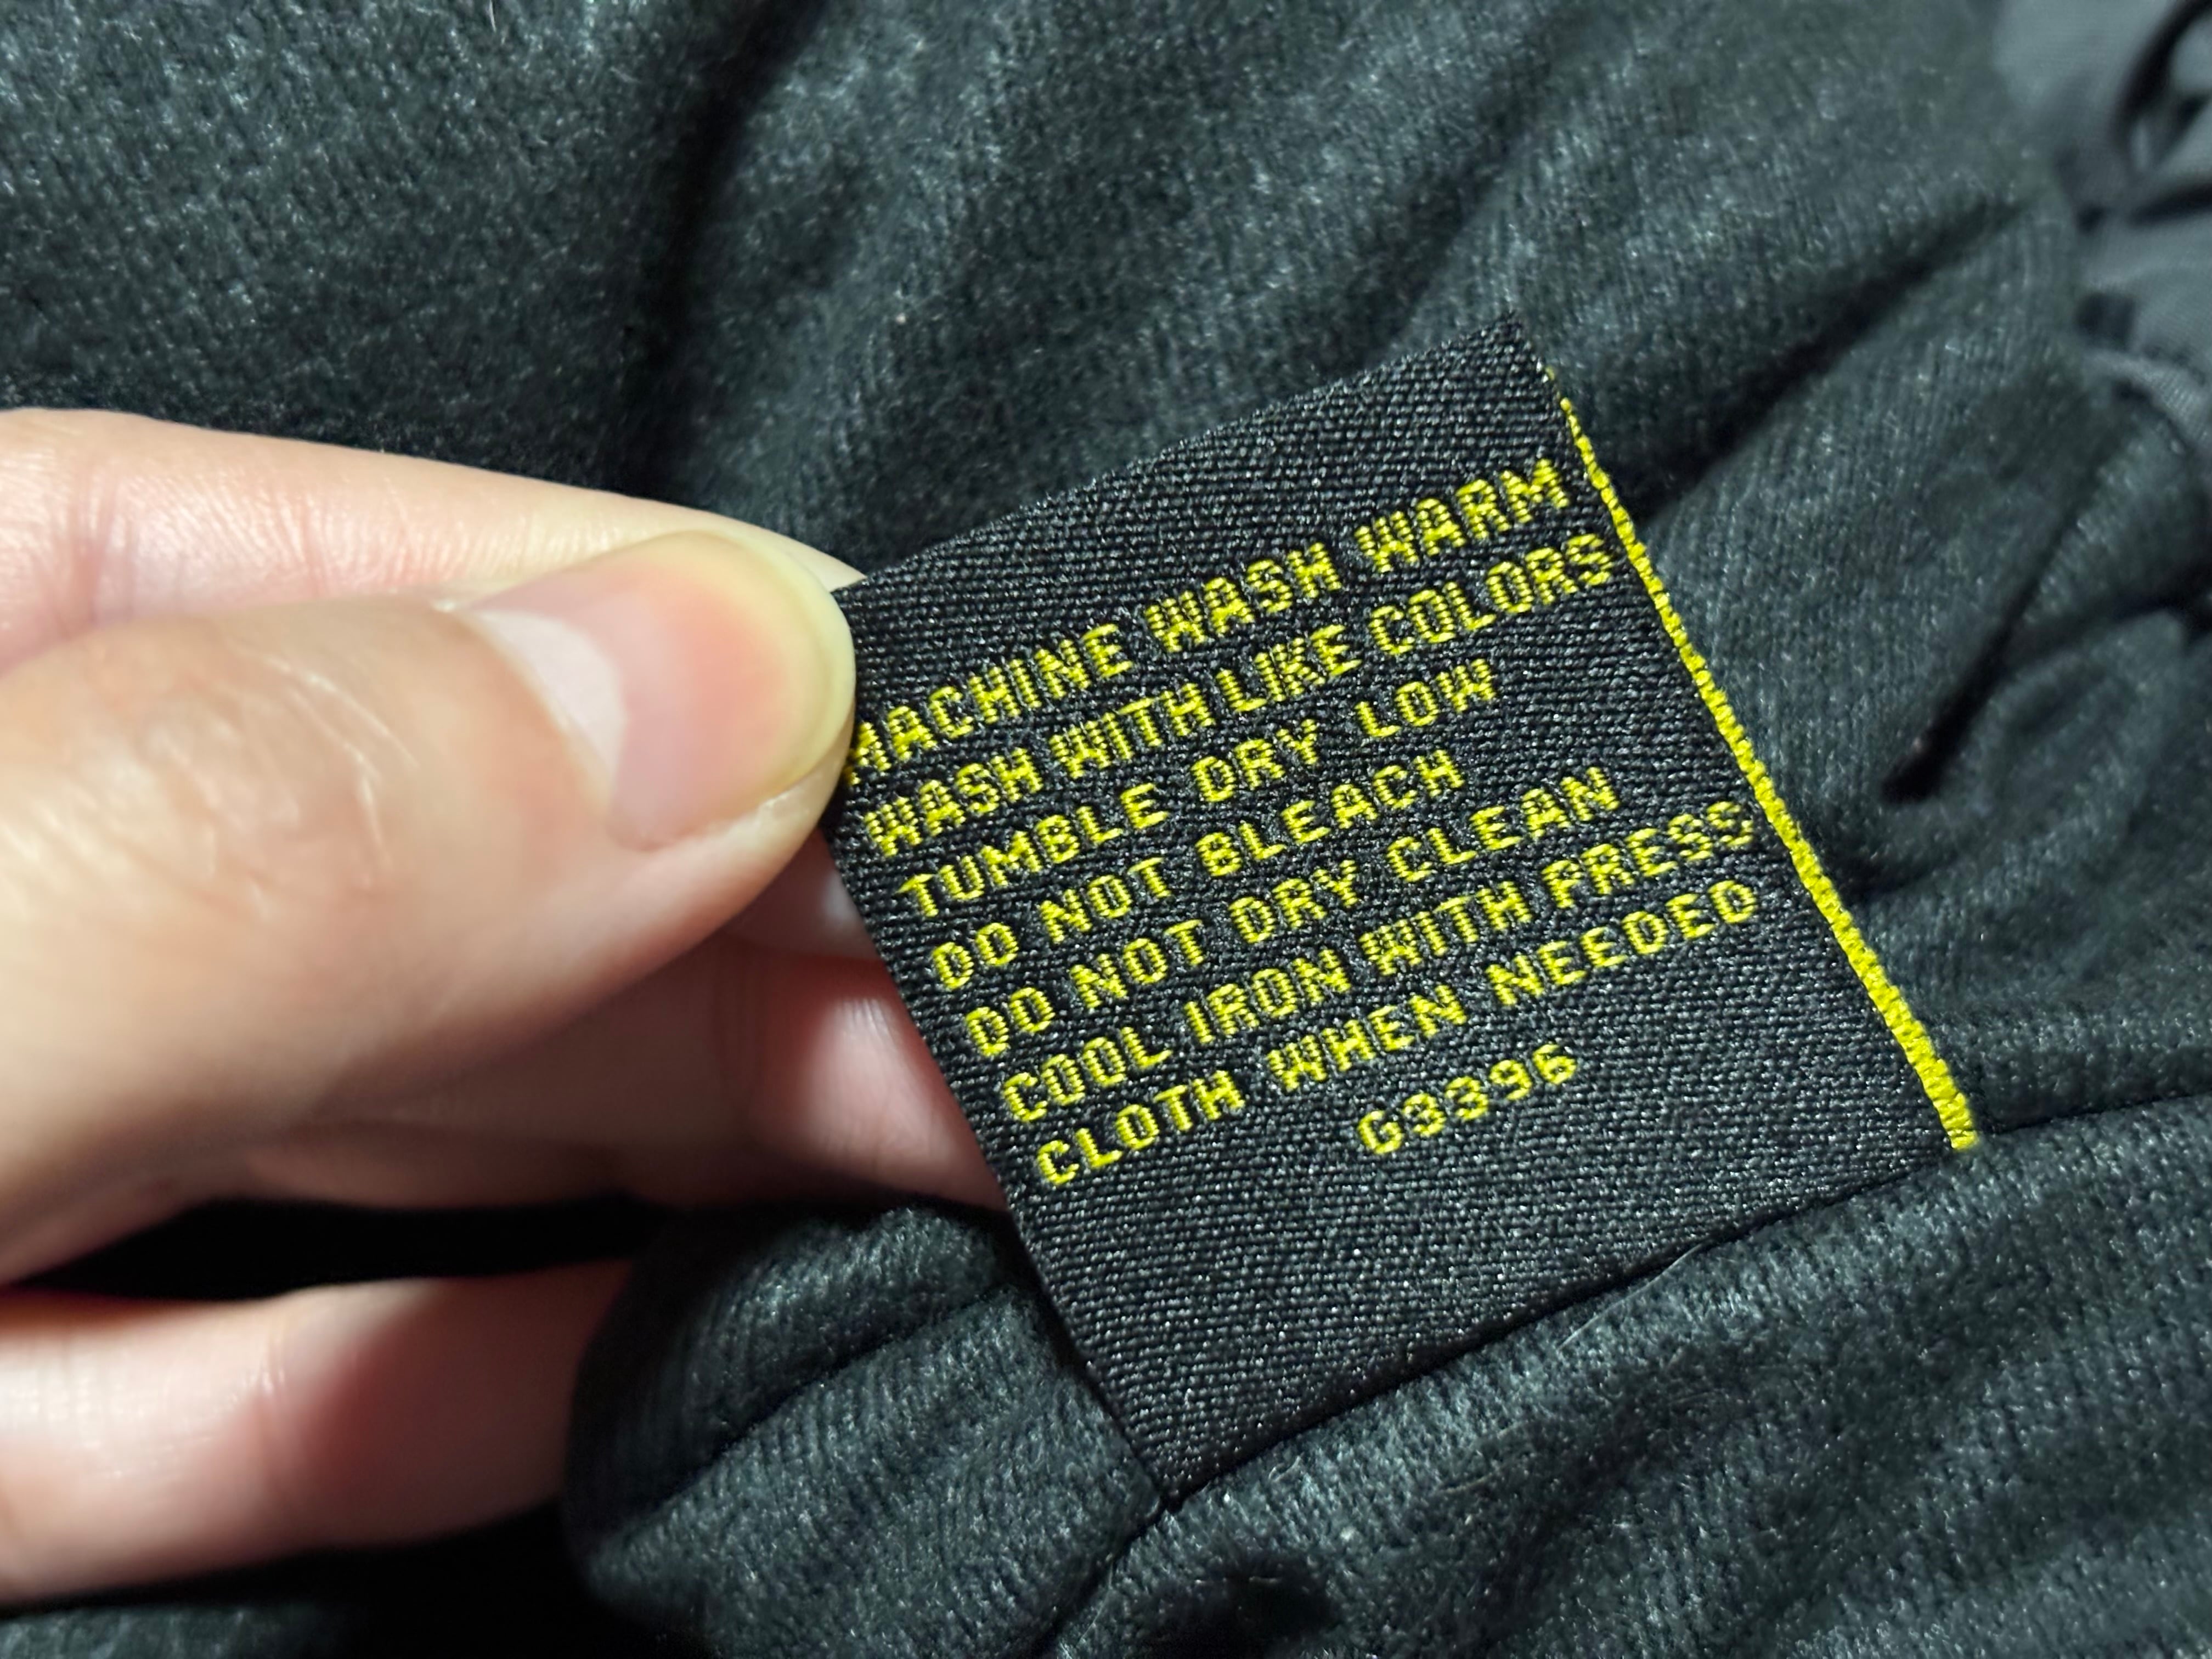 MACHINE WASH WARM
WASH WITH LIKE COLORS
TUMBLE DRY LOW
DO NOT BLEACH
DO NOT DRY CLEAN
COOL IRON WITH PRESS
CLOTH WHEN NEEDED
G3396